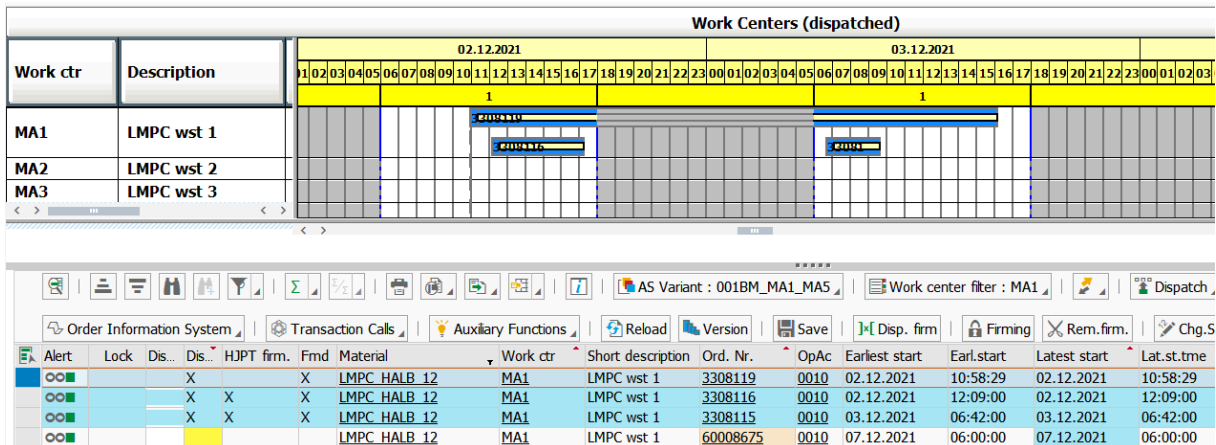 Work Centers (dispatched)
02.12.2021 03.12.2021
Work ctr Description
01 02 03 04 05 06 07 08 09 10 11 12 13 14 15 16 17 18 19 20 21 22 23 00 01 02 03 04 05 06 07 08 09 10 11 12 13 14 15 16 17 18 19 20 21 22 23 00 01 02 03
1 1
3308119
MA1 LMPC wst 1
3308116 33081
MA2 LMPC wst 2
MA3 LMPC wst 3
AS Variant : 001BM_MA1_MA5 Work center filter : MA1 Dispatch
Order Information System Transaction Calls Auxiliary Functions Reload Version Save Disp. firm Firming Rem.firm. Chg.S
Alert Lock Dis... Dis... HJPT firm. Frnd Material Work ctr Short description Ord. Nr. OpAc Earliest start Earl.start Latest start Lat.st.tme
X X LMPC_HALB_12 MA1 LMPC wst 1 3308119 0010 02.12.2021 10:58:29 02.12.2021 10:58:29
X X X LMPC_HALB_12 MA1 LMPC wst 1 3308116 0010 02.12.2021 12:09:00 02.12.2021 12:09:00
X X X LMPC_HALB_12 MA1 LMPC wst 1 3308115 0010 03.12.2021 06:42:00 03.12.2021 06:42:00
LMPC_HALB_12 MA1 LMPC wst 1 60008675 0010 07.12.2021 06:00:00 07.12.2021 06:00:00